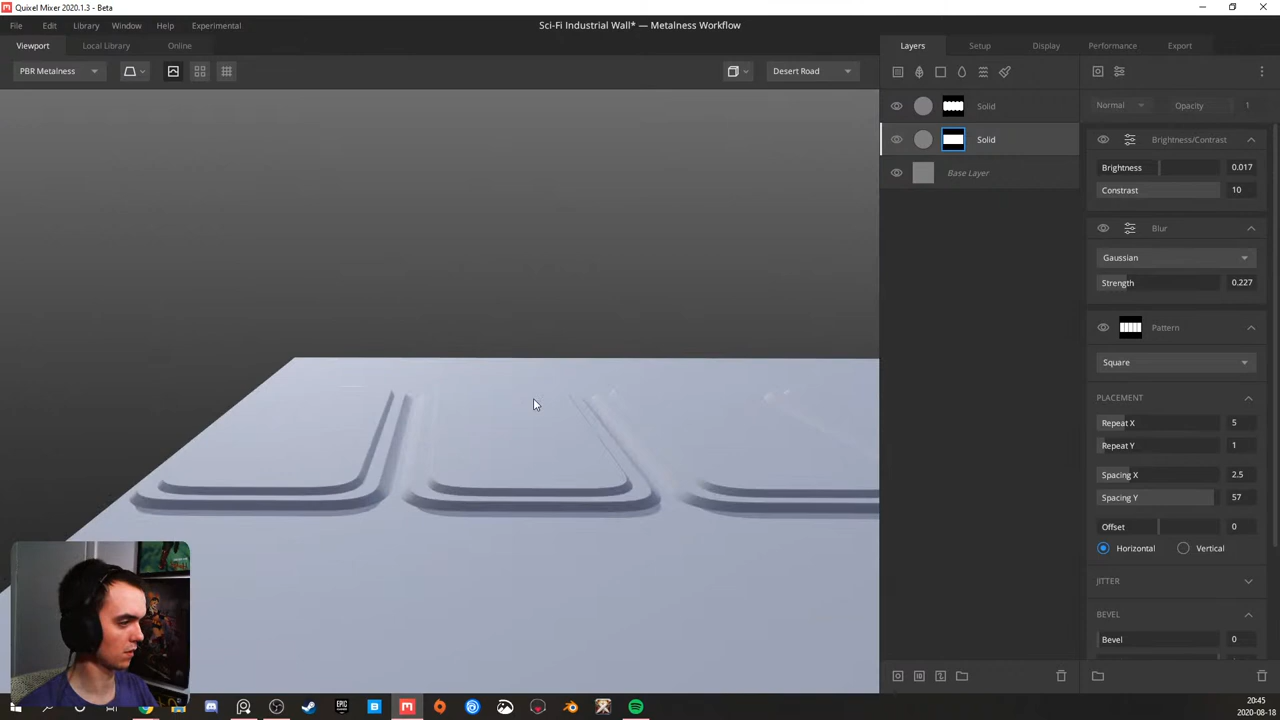 Quixel Mixer 2020.1.3 - Beta
File Edit Library Window Help Experimental
Sci-Fi Industrial Wall* — Metalness Workflow
Viewport Local Library Online
Layers Setup Display Performance Export
PBR Metalness
Desert Road
Normal Opacity 1
Solid
Solid
Base Layer
Brightness/Contrast
Brightness 0.017
Constrast 10
Blur
Gaussian
Strength 0.227
Pattern
Square
PLACEMENT
Repeat X 5
Repeat Y 1
Spacing X 2.5
Spacing Y 57
Offset 0
Horizontal Vertical
JITTER
BEVEL
Bevel 0
EPIC
20:45
2020-08-18